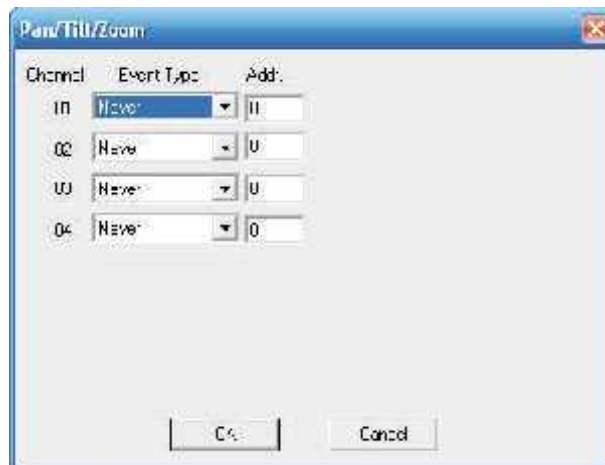 Pan/Tilt/Zoom
Channel Event Type Addr.
01 Never 0
02 Never 0
03 Never 0
04 Never 0
OK Cancel